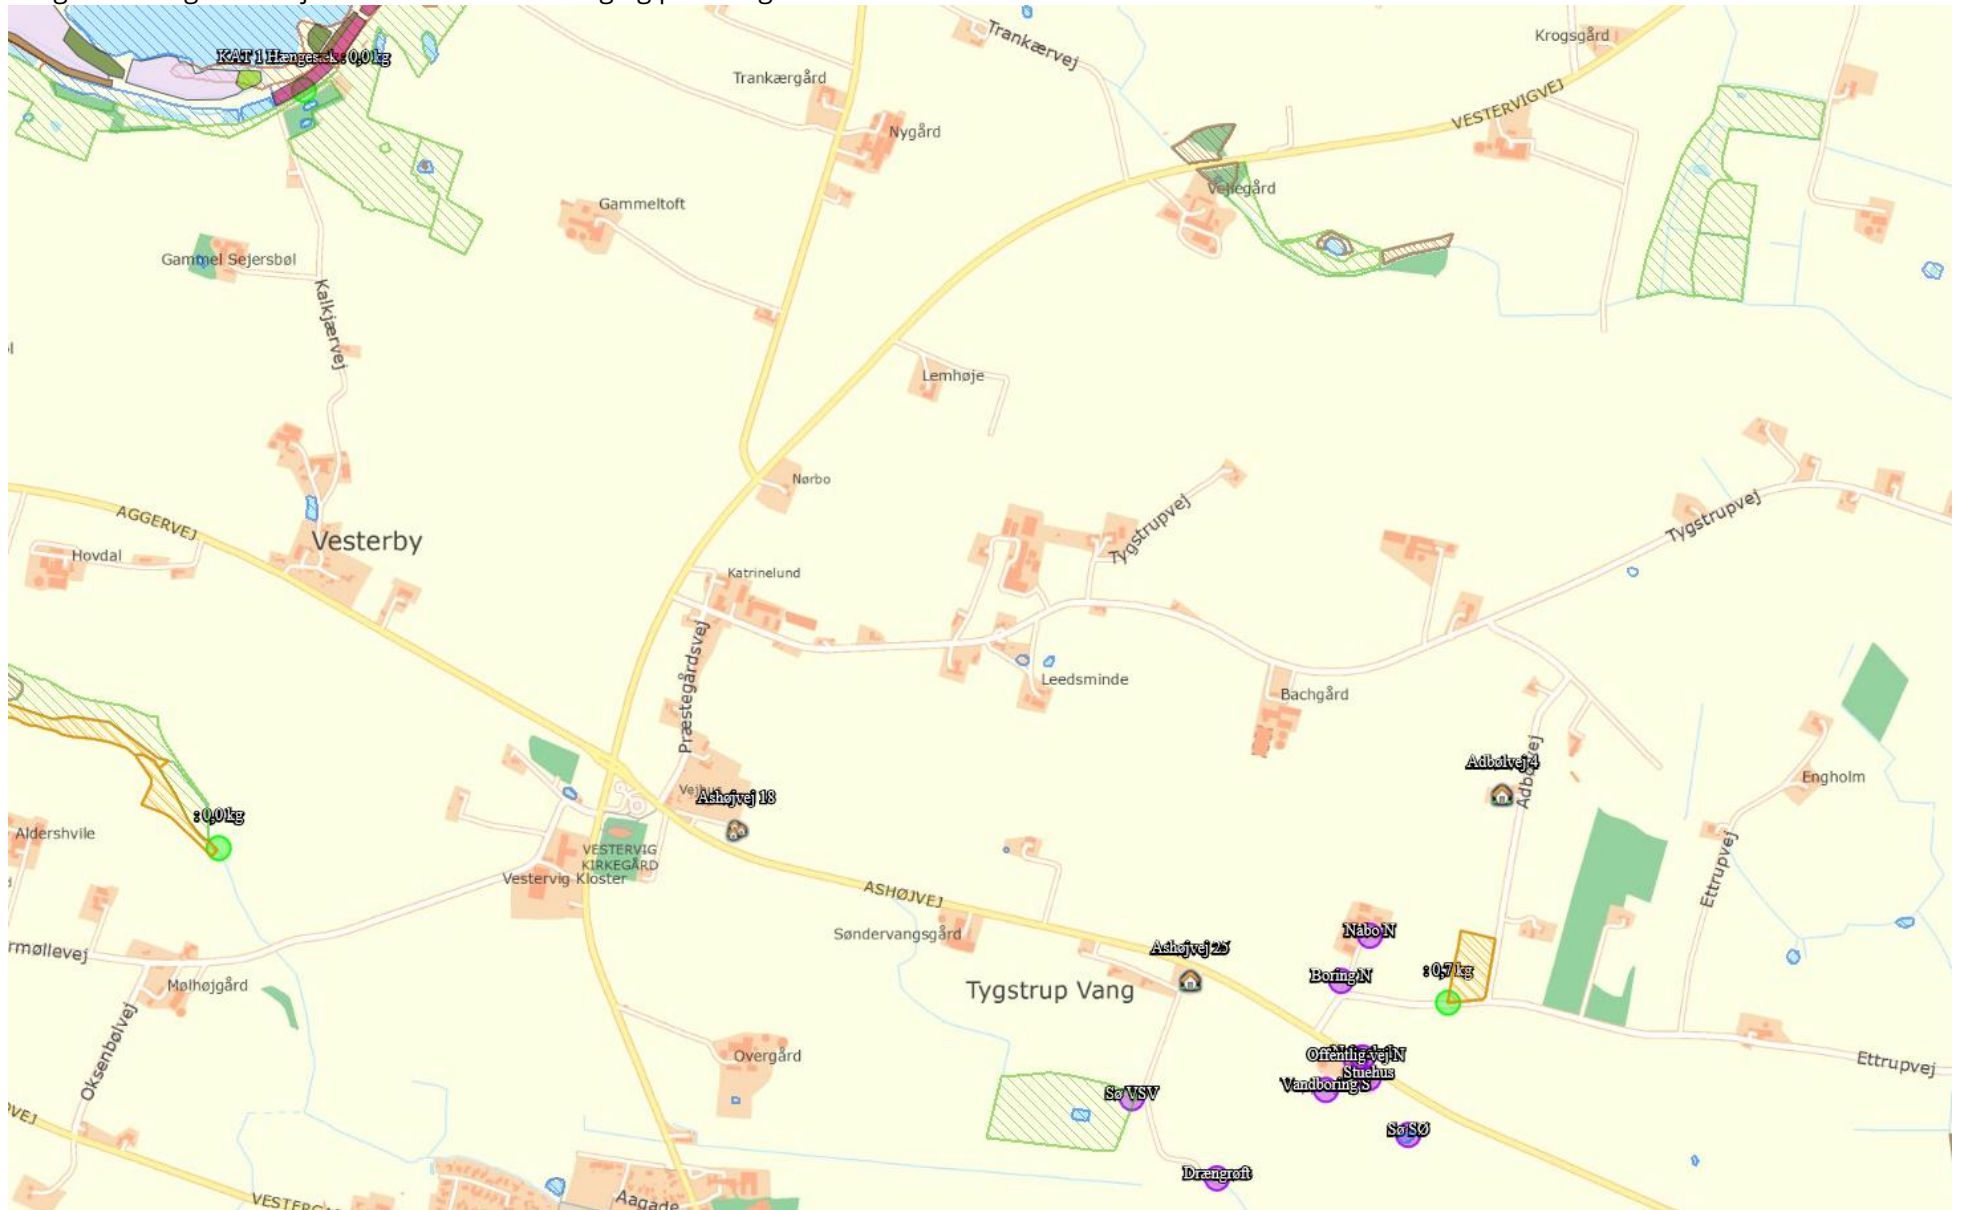 Trankærvej
Krogsgård
KAT 1 Hængesæk : 0,0 kg
Trankærgård
VESTERVIGVEJ
Nygård
Vellegård
Gammeltoft
Gammel Sejersbøl
Kalkjærvej
Lemhøje
Nørbo
Tygstrupvej
Tygstrupvej
AGGERVEJ
Vesterby
Hovdal
Katrinelund
Præstegårdsvej
Leedsminde
Bachgård
Adbølvej 4
Adbølvej
Engholm
Ashøjvej 18
: 0,0 kg
Aldershvile
VESTERVIG
KIRKEGÅRD
Vestervig Kloster
ASHØJVEJ
Ettrupvej
Søndervangsgård
Nabo N
Ashøjvej 25
rmøllevej
Boring N
: 0,7 kg
Mølhøjgård
Tygstrup Vang
Oksenbølvej
Overgård
Offentlig vej N
Stuehus
Vandboring S
Ettrupvej
Sø VSV
Sø SØ
Drængrøft
Aagade